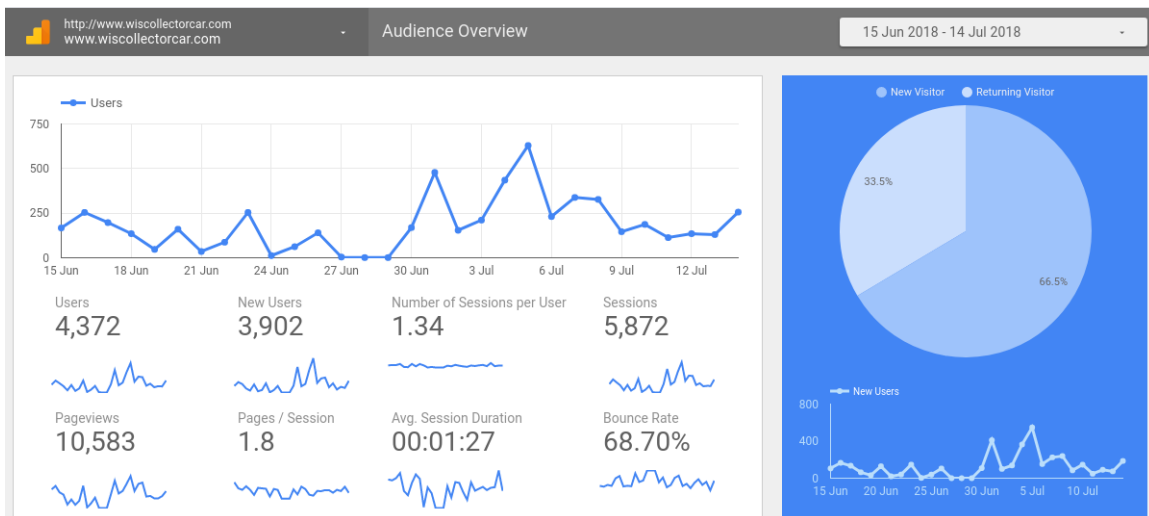 http://www.wiscollectorcar.com
www.wiscollectorcar.com
Audience Overview
15 Jun 2018 - 14 Jul 2018
Users
750
500
250
0
15 Jun 18 Jun 21 Jun 24 Jun 27 Jun 30 Jun 3 Jul 6 Jul 9 Jul 12 Jul
Users New Users Number of Sessions per User Sessions
4,372 3,902 1.34 5,872
Pageviews Pages / Session Avg. Session Duration Bounce Rate
10,583 1.8 00:01:27 68.70%
New Visitor Returning Visitor
33.5%
66.5%
New Users
800
400
0
15 Jun 20 Jun 25 Jun 30 Jun 5 Jul 10 Jul